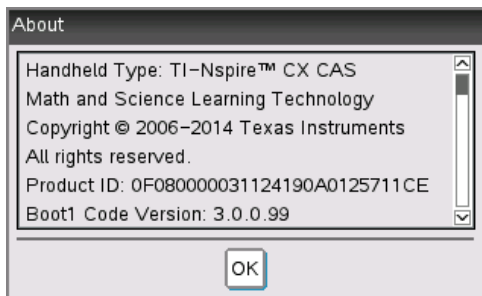 About
Handheld Type: TI-Nspire™ CX CAS
Math and Science Learning Technology
Copyright © 2006-2014 Texas Instruments
All rights reserved.
Product ID: 0F080000031124190A0125711CE
Boot1 Code Version: 3.0.0.99
OK